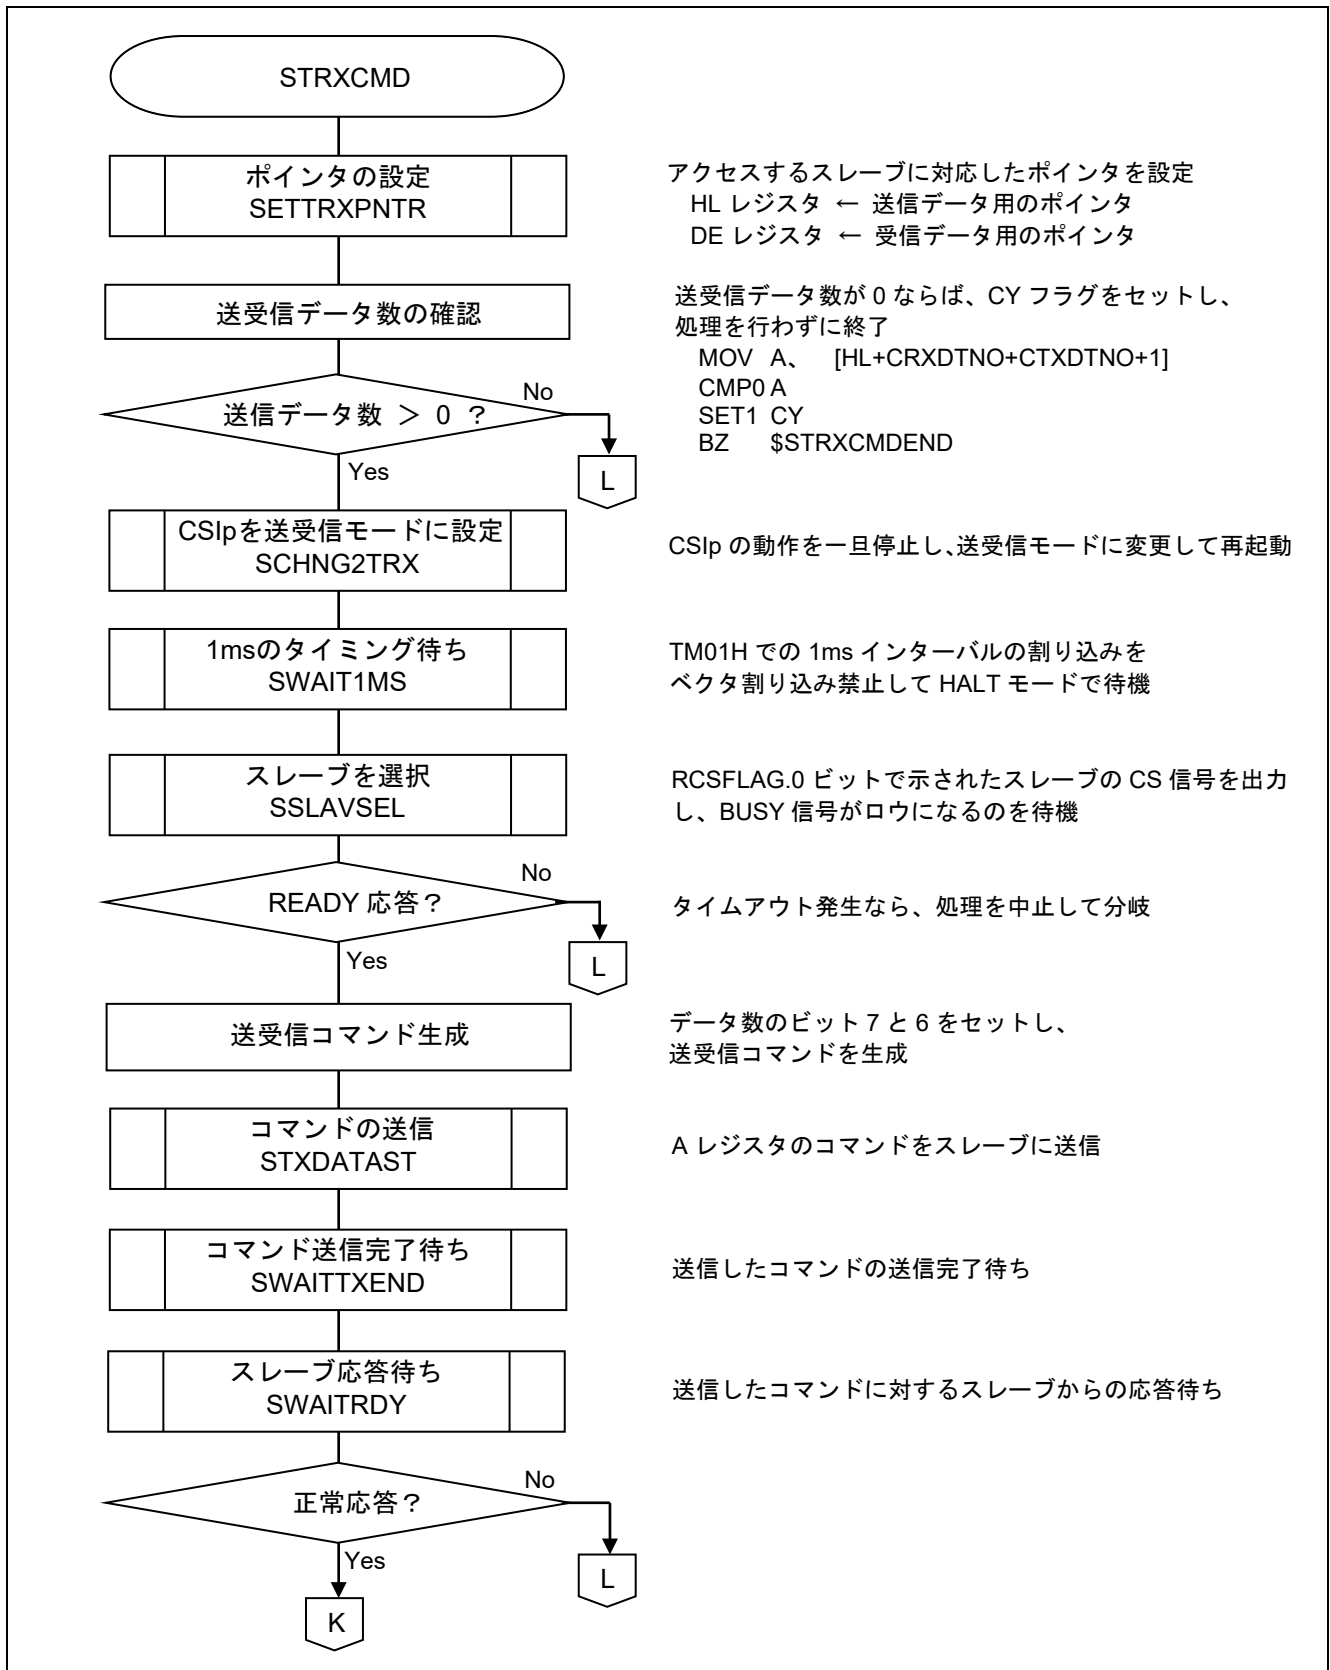 STRXCMD
ポインタの設定
SETTRXPNTR
アクセスするスレーブに対応したポインタを設定
HL レジスタ ← 送信データ用のポインタ
DE レジスタ ← 受信データ用のポインタ
送受信データ数の確認
送受信データ数が 0 ならば、CY フラグをセットし、
処理を行わずに終了
MOV A、 [HL+CRXDTNO+CTXDTNO+1]
CMP0 A
SET1 CY
BZ $STRXCMDEND
送信データ数 ＞ 0 ？
No
L
Yes
CSIpを送受信モードに設定
SCHNG2TRX
CSIp の動作を一旦停止し、送受信モードに変更して再起動
1msのタイミング待ち
SWAIT1MS
TM01H での 1ms インターバルの割り込みを
ベクタ割り込み禁止して HALT モードで待機
スレーブを選択
SSLAVSEL
RCSFLAG.0 ビットで示されたスレーブの CS 信号を出力
し、BUSY 信号がロウになるのを待機
READY 応答？
No
タイムアウト発生なら、処理を中止して分岐
L
Yes
送受信コマンド生成
データ数のビット 7 と 6 をセットし、
送受信コマンドを生成
コマンドの送信
STXDATAST
A レジスタのコマンドをスレーブに送信
コマンド送信完了待ち
SWAITTXEND
送信したコマンドの送信完了待ち
スレーブ応答待ち
SWAITRDY
送信したコマンドに対するスレーブからの応答待ち
正常応答？
No
L
Yes
K